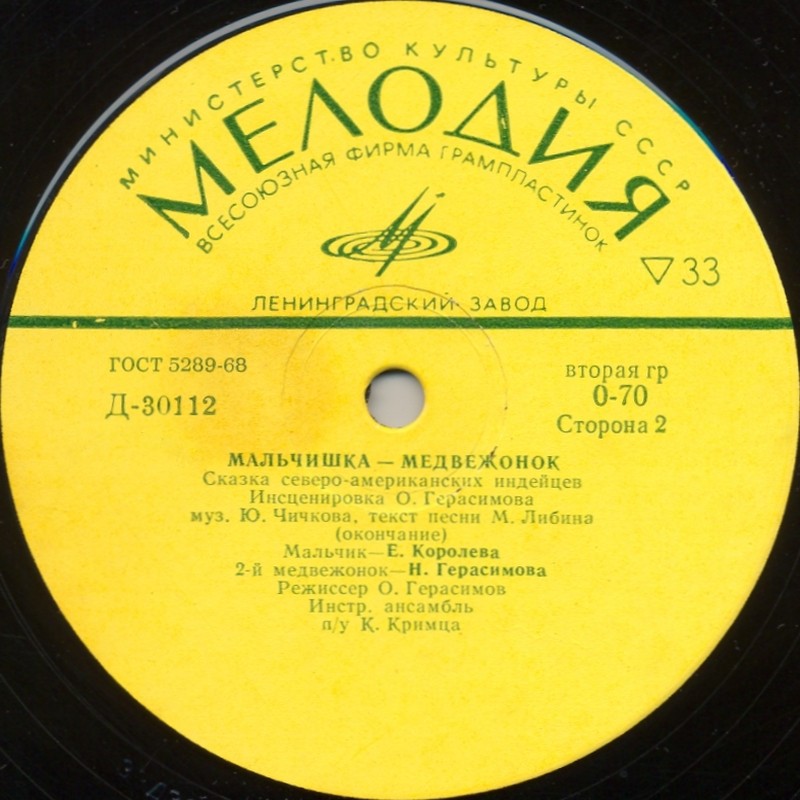 МИНИСТЕРСТВО КУЛЬТУРЫ СССР
МЕЛОДИЯ
ВСЕСОЮЗНАЯ ФИРМА ГРАМПЛАСТИНОК
▽33
ЛЕНИНГРАДСКИЙ ЗАВОД
ГОСТ 5289-68
Д-30112
вторая гр
0-70
Сторона 2
МАЛЬЧИШКА — МЕДВЕЖОНОК
Сказка северо-американских индейцев
Инсценировка О. Герасимова
муз. Ю. Чичкова, текст песни М. Либина
(окончание)
Мальчик—Е. Королева
2-й медвежонок—Н. Герасимова
Режиссер О. Герасимов
Инстр. ансамбль
п/у К. Кримца